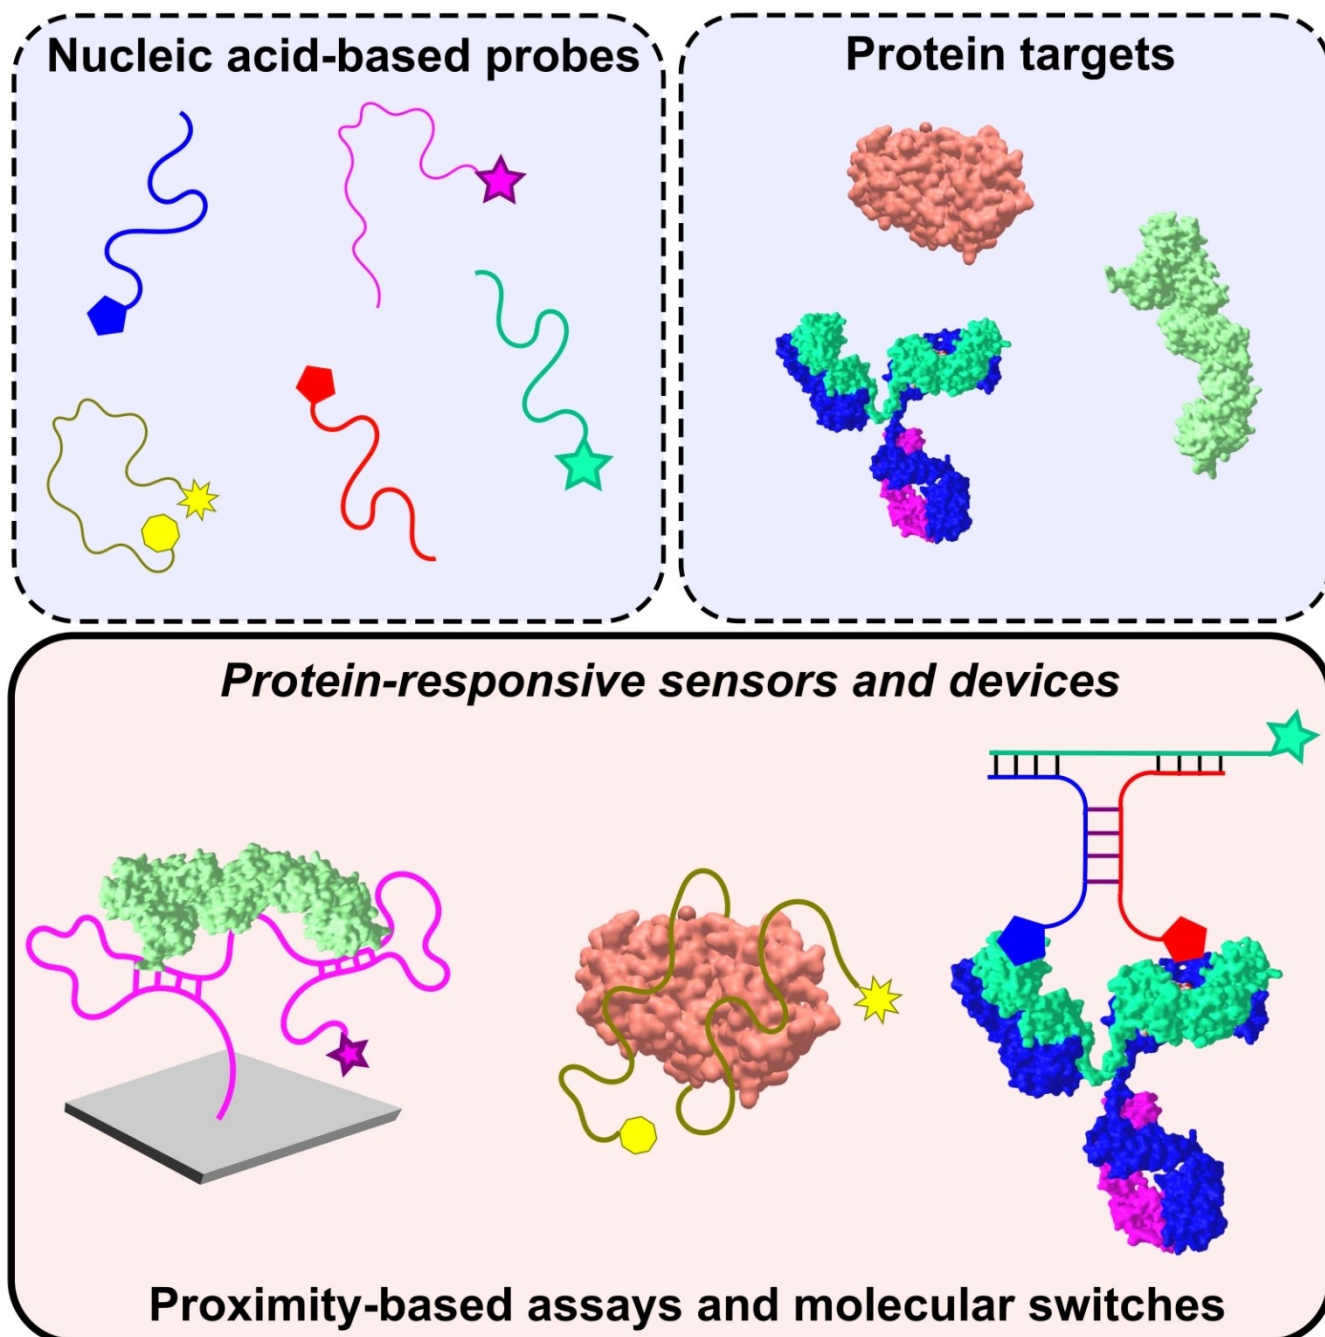 Nucleic acid-based probes
Protein targets
Protein-responsive sensors and devices
Proximity-based assays and molecular switches